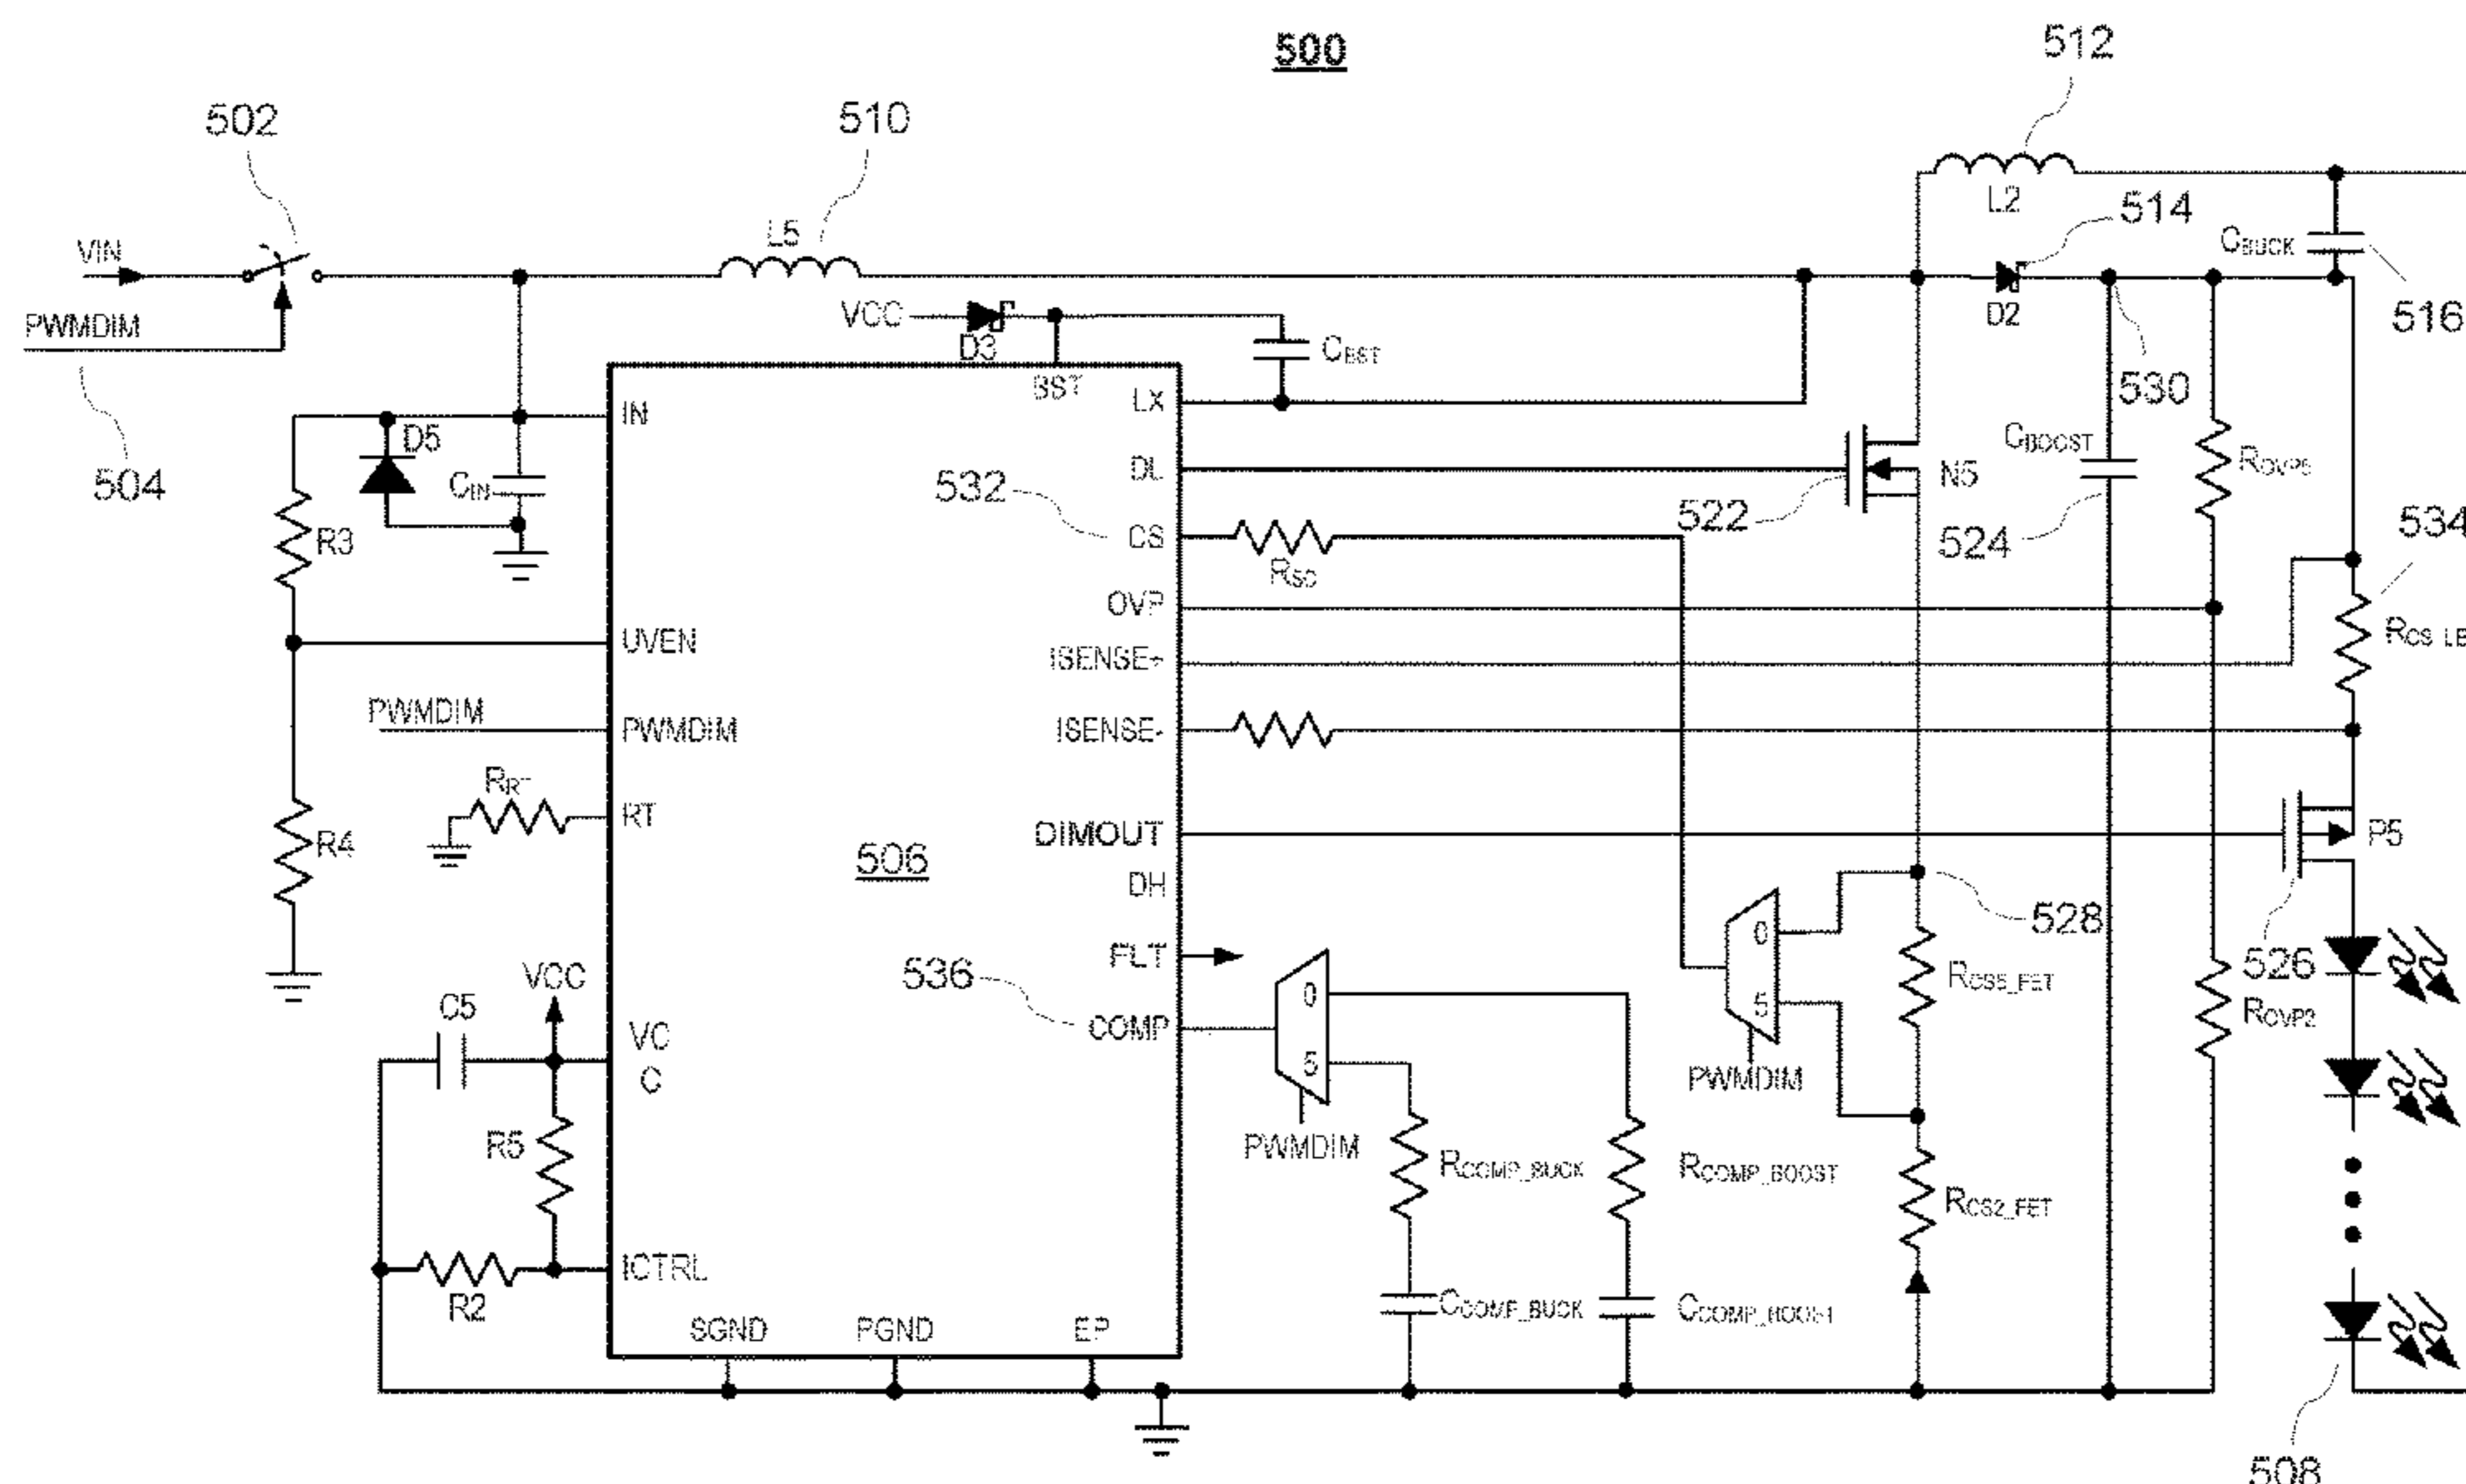 500
512
502
510
VIN
L5
L2
514
CBUCK
PWMDIM
VCC
D3
D2
516
CBST
BST
530
504
IN
LX
D5
CIN
DL
CBOOST
532
522
N5
524
534
R3
CS
RSC
OVP
UVEN
ISENSE+
PWMDIM
PWMDIM
ISENSE-
RT
R4
506
DIMOUT
P5
DH
528
0
5
526
RCS5_FET
ROVP2
FLT
536
COMP
0
5
PWMDIM
PWMDIM
VCC
C5
VC
C
R5
RCOMP_BUCK
RCOMP_BOOST
RCS2_FET
ICTRL
R2
CCOMP_BUCK
CCOMP_BOOST
SGND
PGND
EP
508